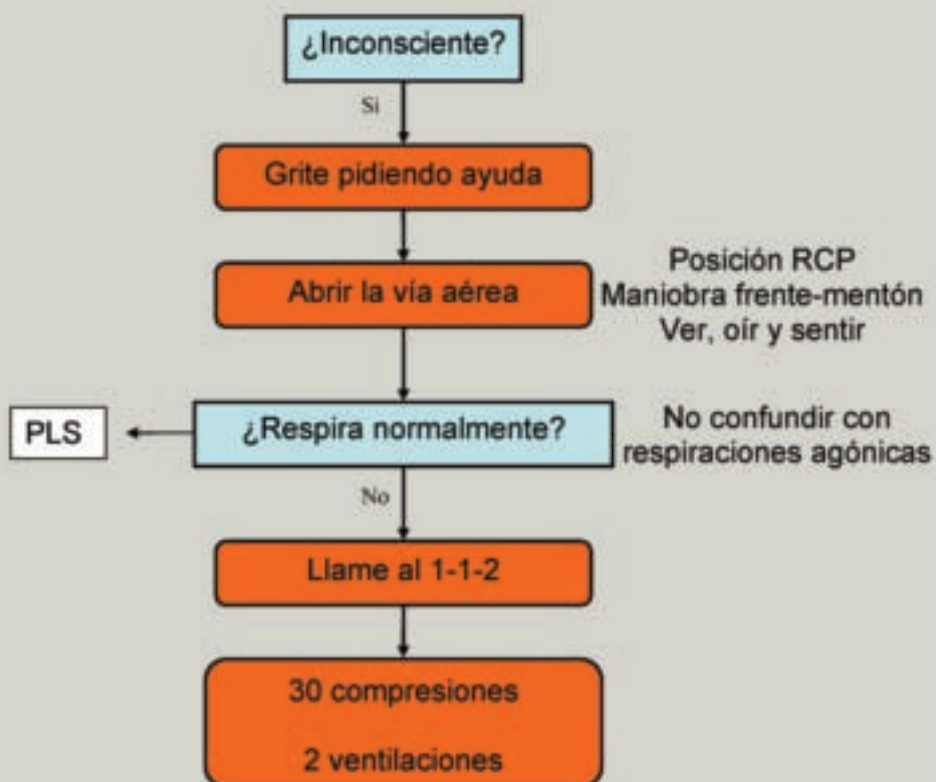 ¿Inconsciente?
Si
Grite pidiendo ayuda
Abrir la vía aérea
Posición RCP
Maniobra frente-mentón
Ver, oír y sentir
PLS
¿Respira normalmente?
No confundir con
respiraciones agónicas
No
Llame al 1-1-2
30 compresiones
2 ventilaciones